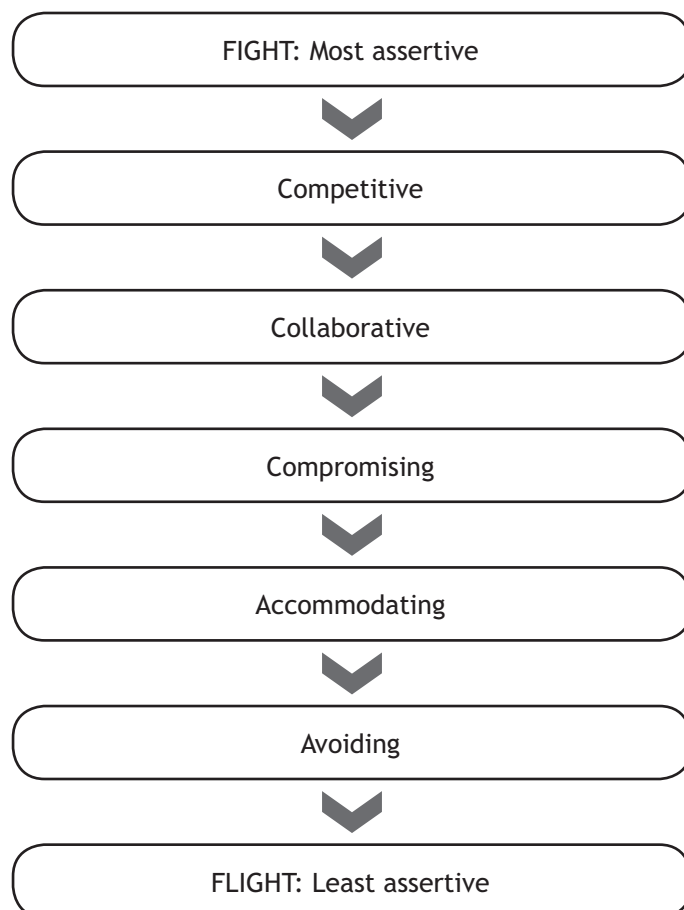 FIGHT: Most assertive
Competitive
Collaborative
Compromising
Accommodating
Avoiding
FLIGHT: Least assertive